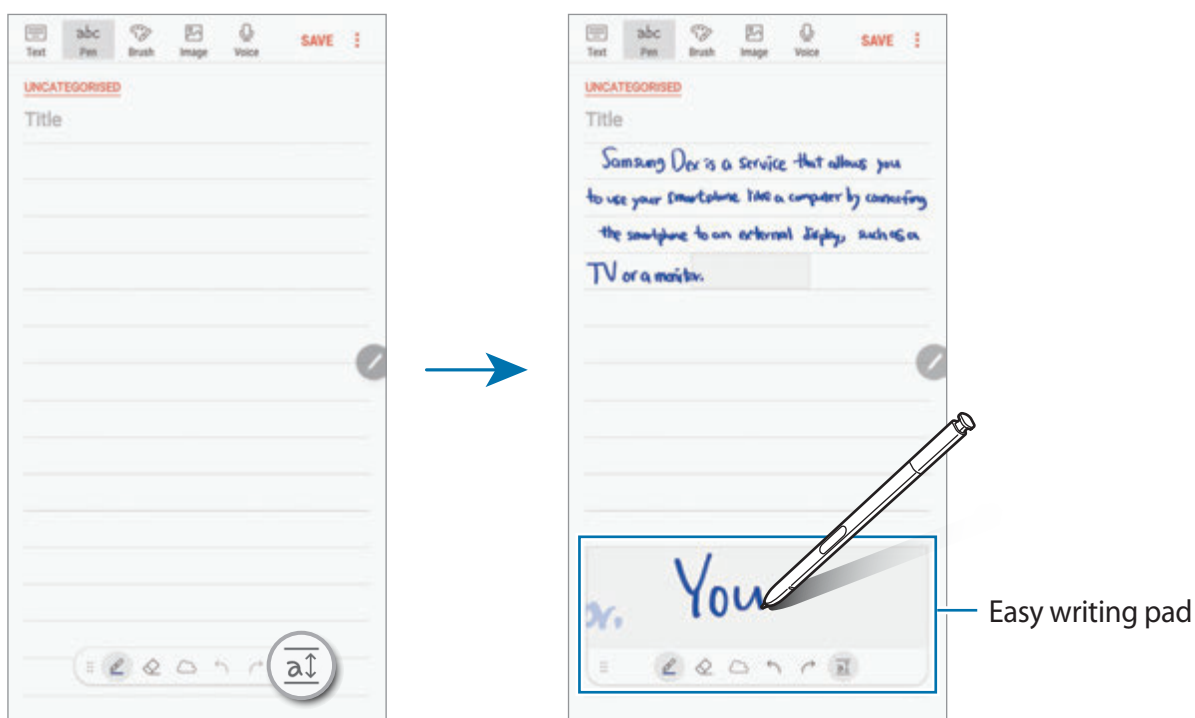 Text Pen Brush Image Voice SAVE
UNCATEGORISED
Title
a
Text Pen Brush Image Voice SAVE
abc
abc
UNCATEGORISED
Title
Samsung Dex is a service that allows you
to use your smartphone like a computer by connecting
the smartphone to an external display, such as a
TV or a monitor.
or. You
a
Easy writing pad